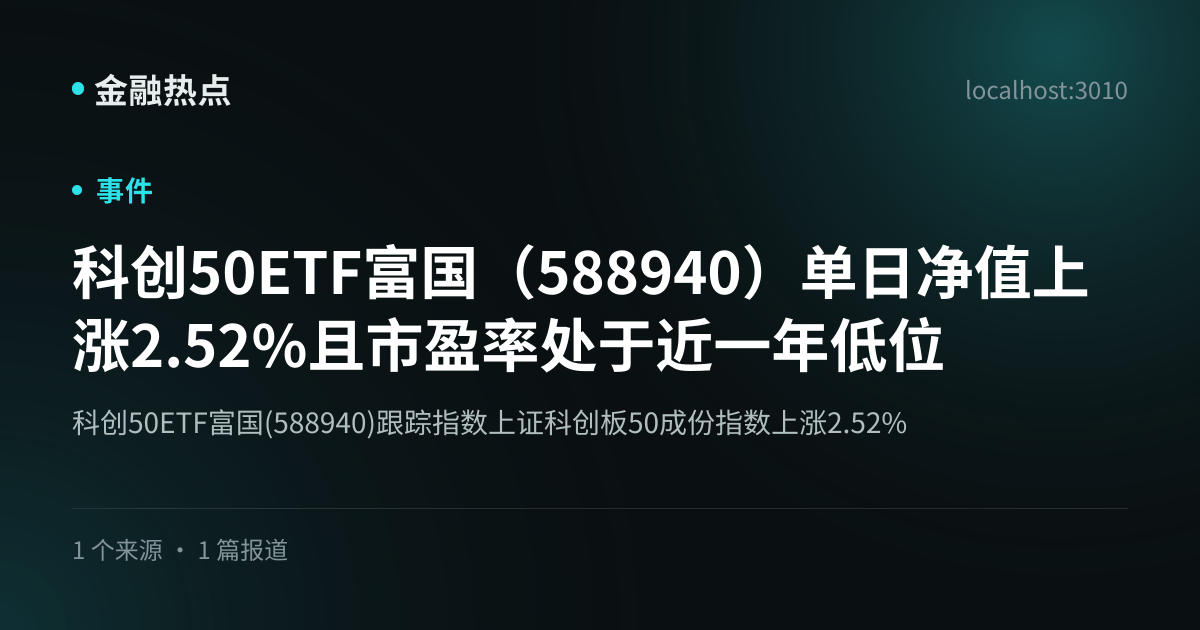 金融热点
localhost:3010
事件
科创50ETF富国（588940）单日净值上
涨2.52%且市盈率处于近一年低位
科创50ETF富国(588940)跟踪指数上证科创板50成份指数上涨2.52%
1 个来源 · 1 篇报道